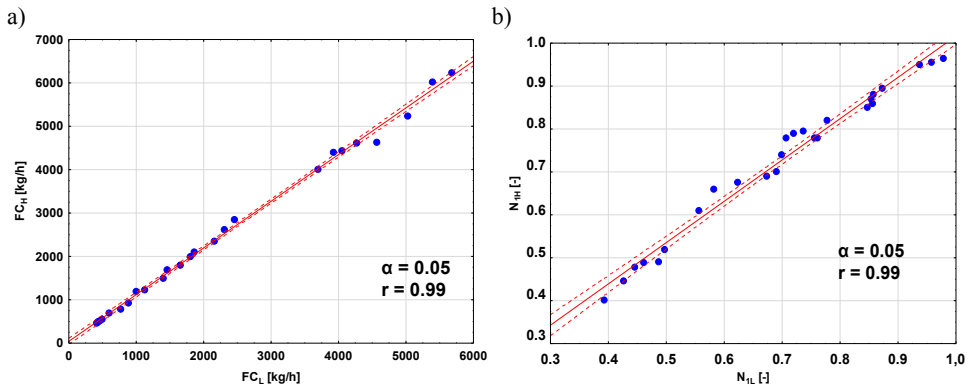 a)
7000
6000
5000
4000
3000
2000
1000
0
FC_H [kg/h]
0 1000 2000 3000 4000 5000 6000
FC_L [kg/h]
α = 0.05
r = 0.99
b)
1.0
0.9
0.8
0.7
0.6
0.5
0.4
0.3
N_1H [-]
0.3 0.4 0.5 0.6 0.7 0.8 0.9 1,0
N_1L [-]
α = 0.05
r = 0.99